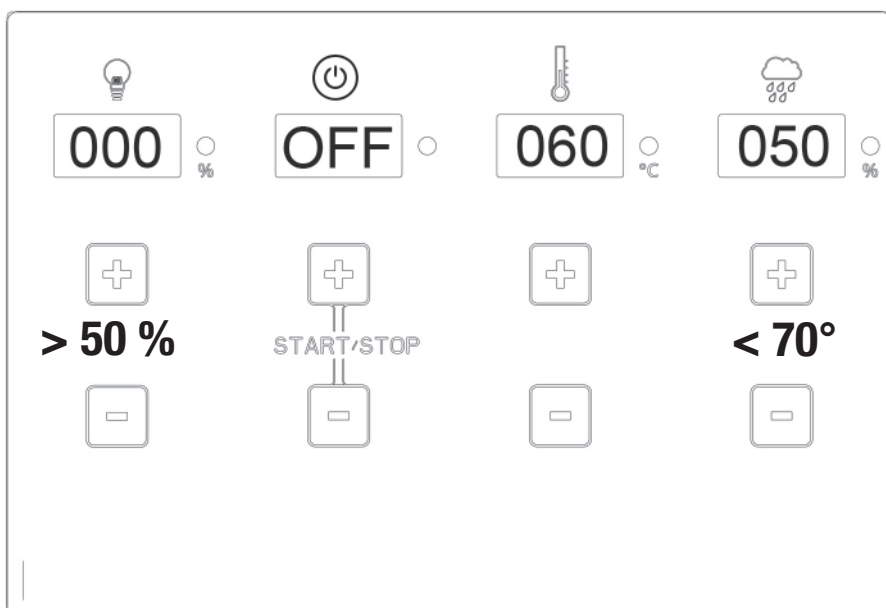 000 % OFF 060 °C 050 %
+ + + +
> 50 % START/STOP < 70°
- - - -